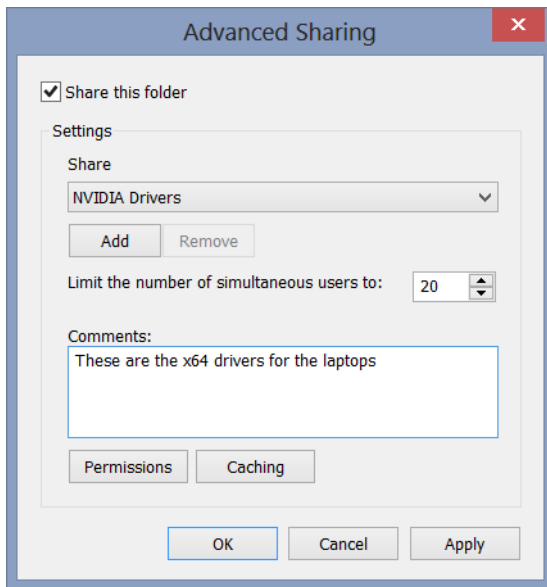 Advanced Sharing
Share this folder
Settings
Share
NVIDIA Drivers
Add Remove
Limit the number of simultaneous users to: 20
Comments:
These are the x64 drivers for the laptops
Permissions Caching
OK Cancel Apply